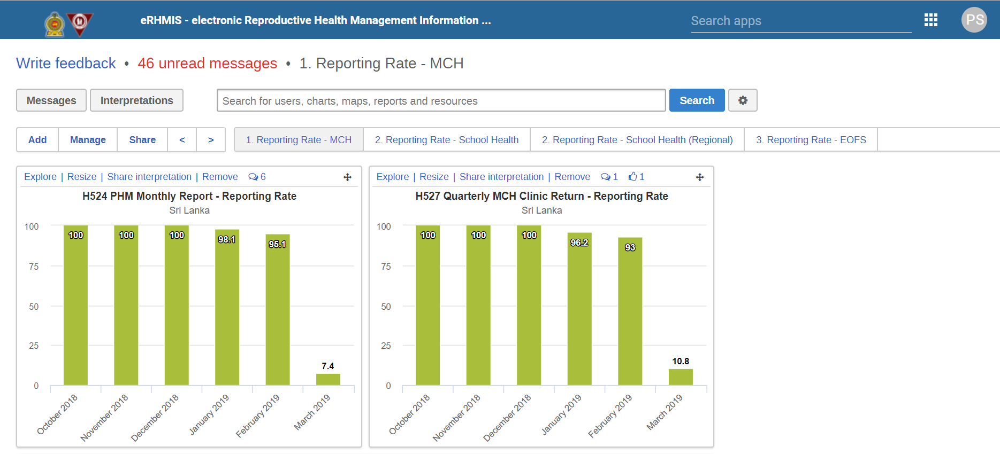 eRHMIS - electronic Reproductive Health Management Information ...
Search apps
PS
Write feedback • 46 unread messages • 1. Reporting Rate - MCH
Messages
Interpretations
Search for users, charts, maps, reports and resources
Search
Add
Manage
Share
<
>
1. Reporting Rate - MCH
2. Reporting Rate - School Health
2. Reporting Rate - School Health (Regional)
3. Reporting Rate - EOFS
Explore | Resize | Share interpretation | Remove 6
H524 PHM Monthly Report - Reporting Rate
Sri Lanka
100
75
50
25
0
100
100
100
98.1
95.1
7.4
October 2018
November 2018
December 2018
January 2019
February 2019
March 2019
Explore | Resize | Share interpretation | Remove 1 1
H527 Quarterly MCH Clinic Return - Reporting Rate
Sri Lanka
100
75
50
25
0
100
100
100
96.2
93
10.8
October 2018
November 2018
December 2018
January 2019
February 2019
March 2019